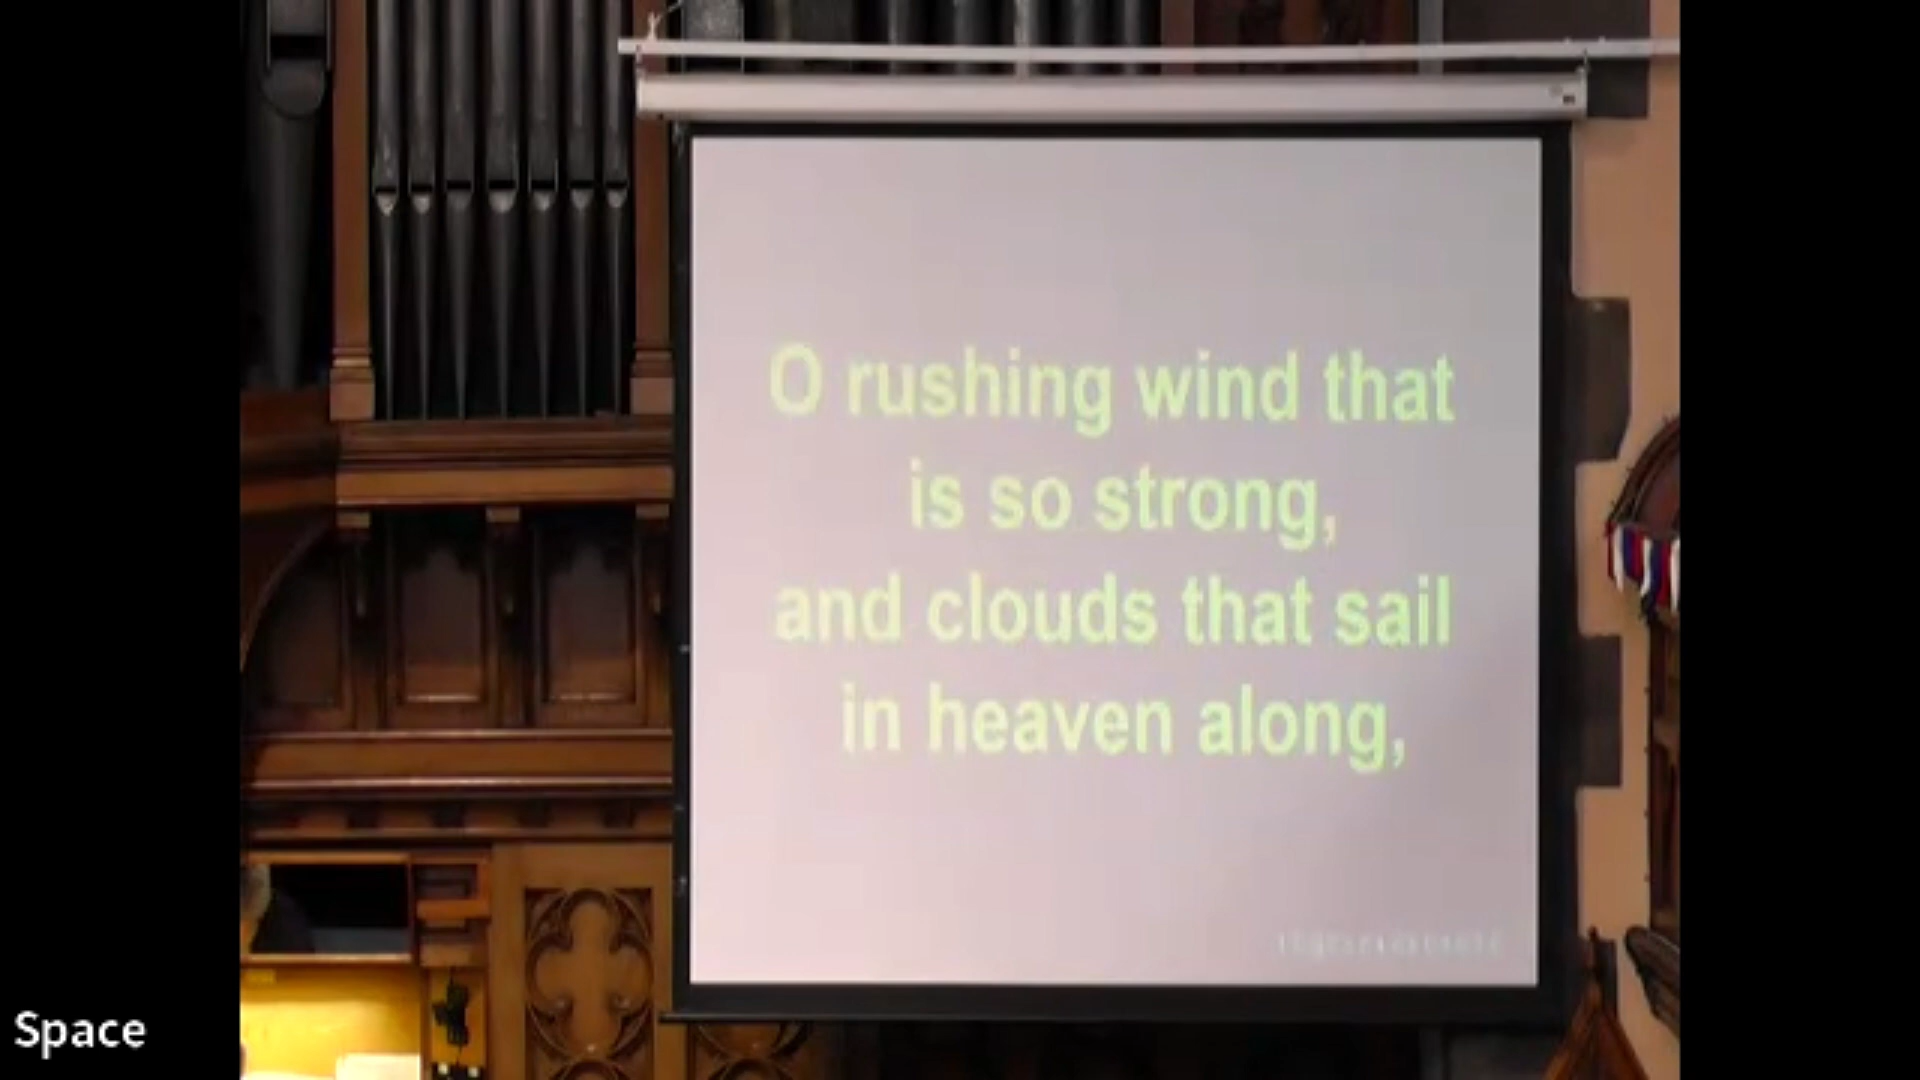 O rushing wind that
is so strong,
and clouds that sail
in heaven along,
Space